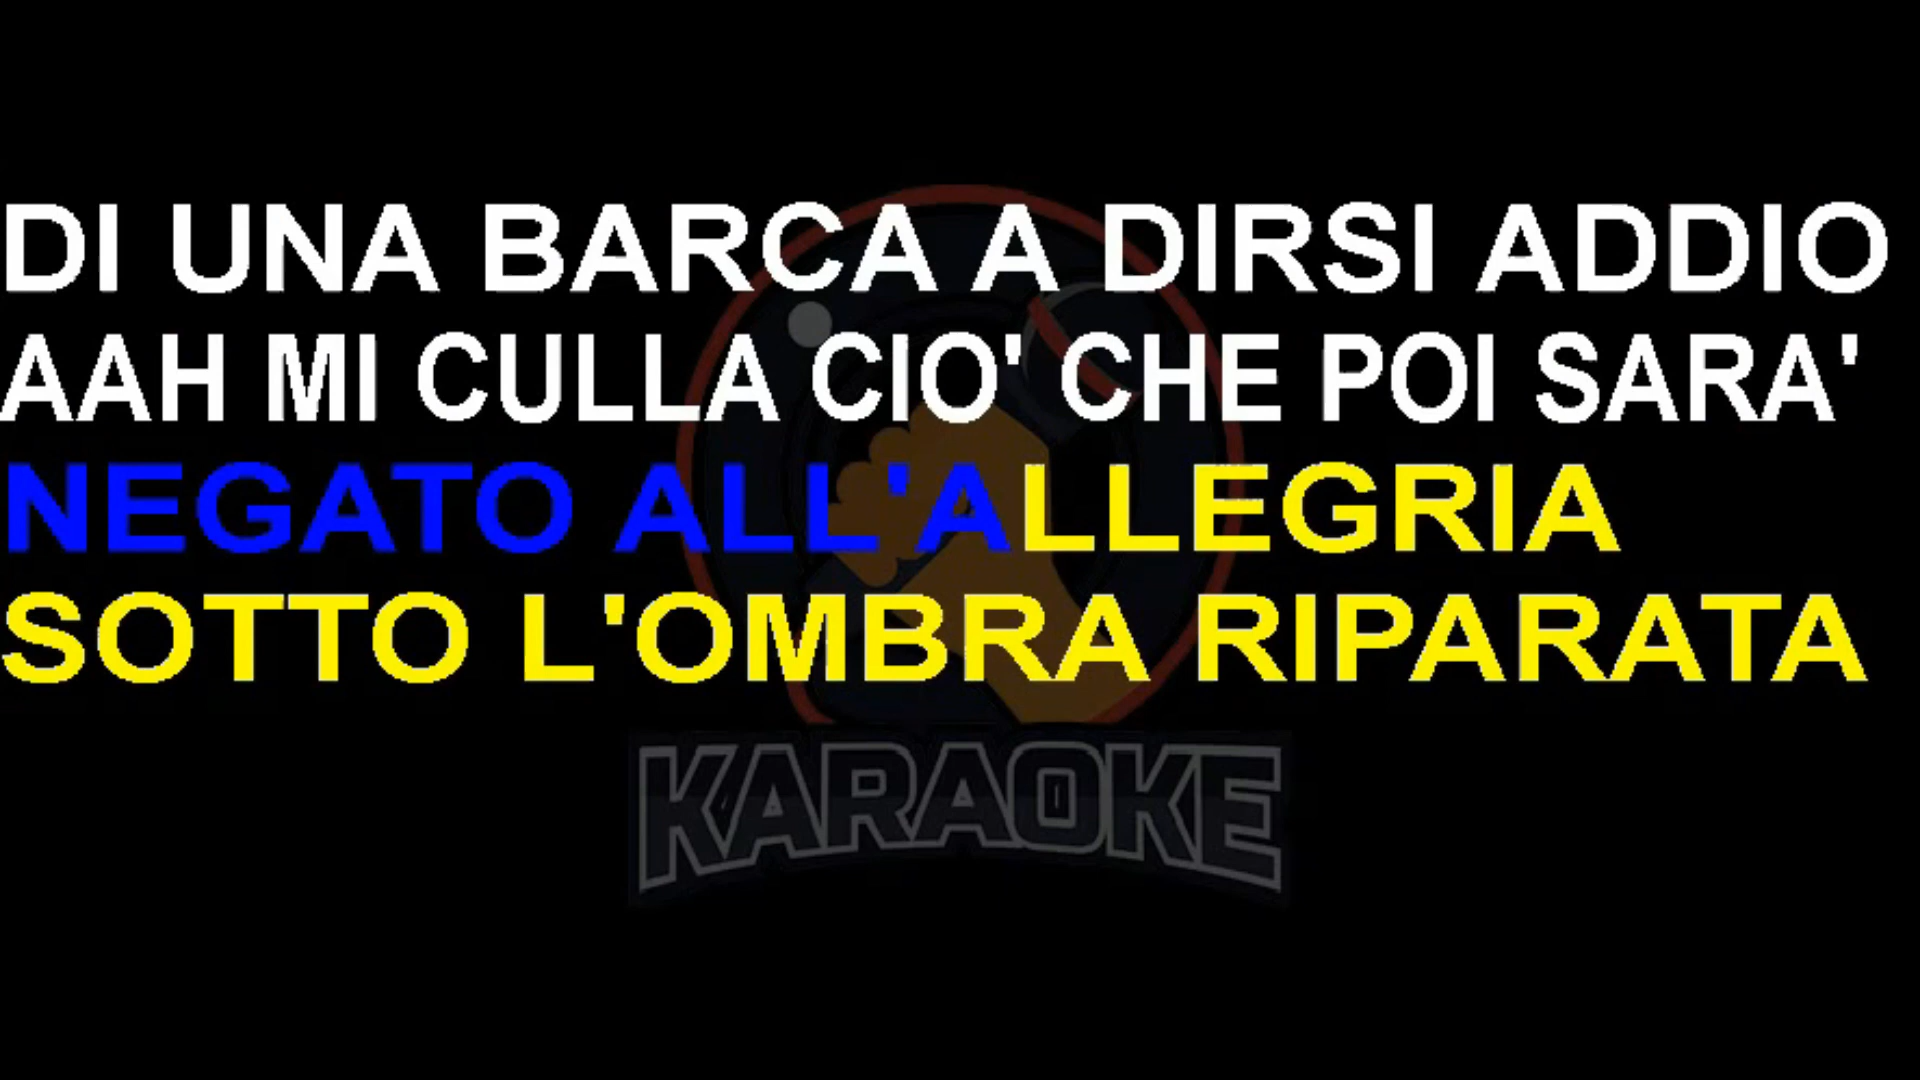 DI UNA BARCA A DIRSI ADDIO
AAH MI CULLA CIO' CHE POI SARA'
NEGATO ALL'ALLEGRIA
SOTTO L'OMBRA RIPARATA
KARAOKE